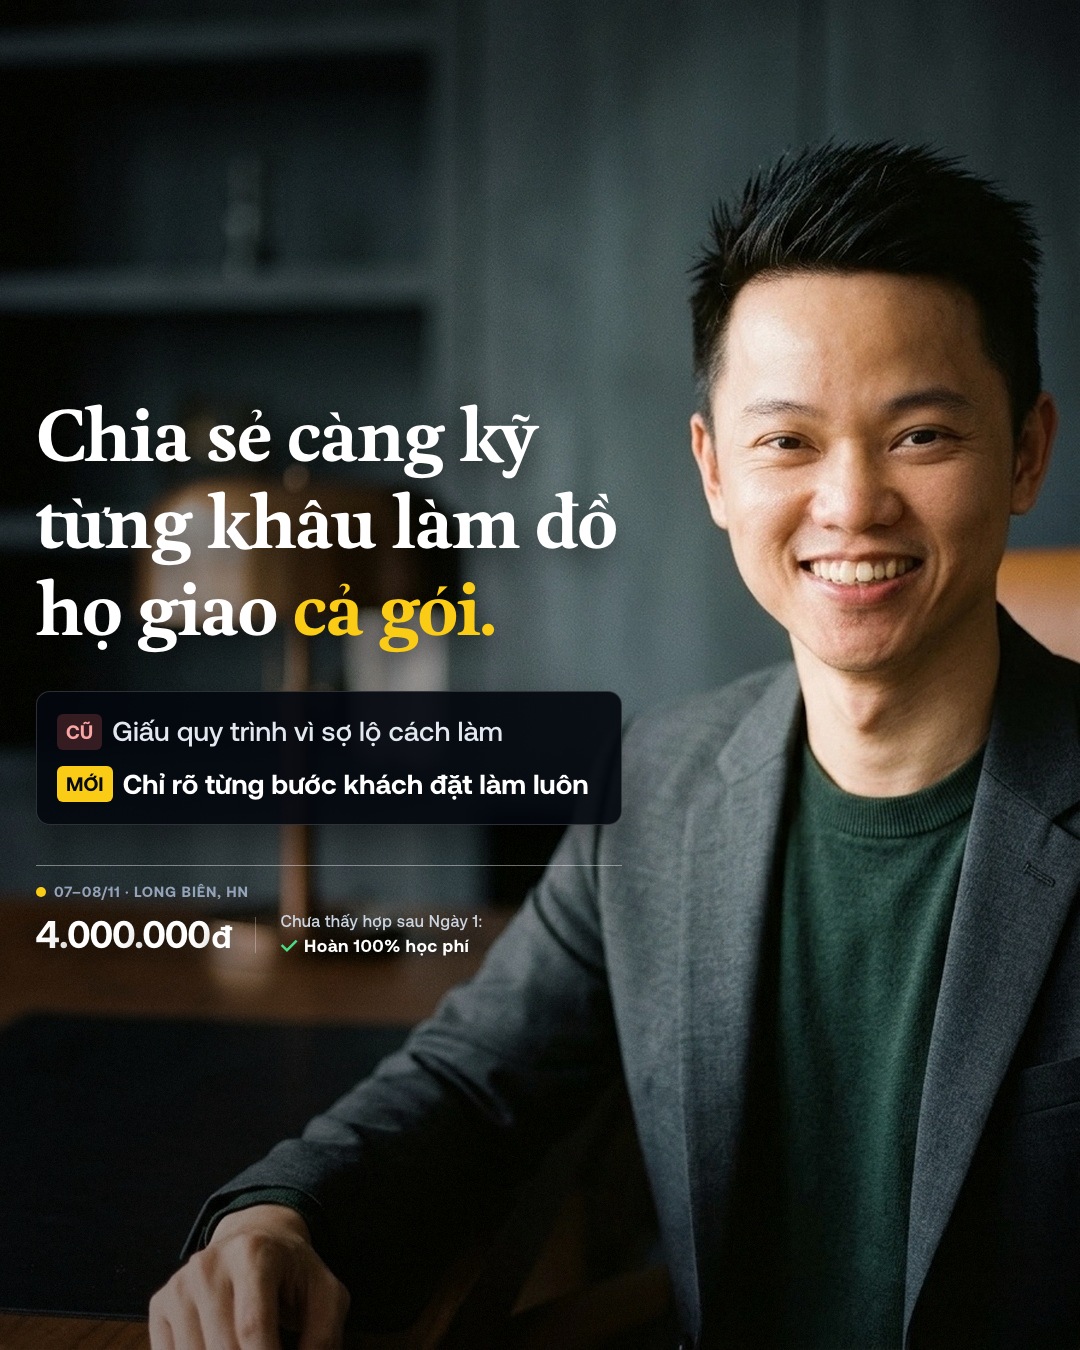 Chia sẻ càng kỹ
từng khâu làm đồ
họ giao cả gói.
CŨ Giấu quy trình vì sợ lộ cách làm
MỚI Chỉ rõ từng bước khách đặt làm luôn
07–08/11 · LONG BIÊN, HN
4.000.000đ
Chưa thấy hợp sau Ngày 1:
Hoàn 100% học phí